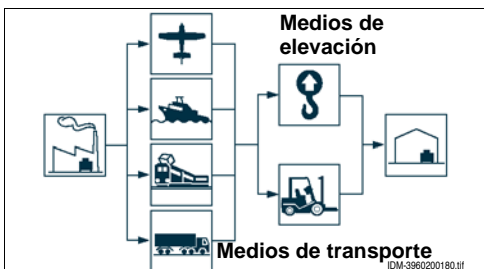 Medios de
elevación
Medios de transporte
IDM-3960200180.tif